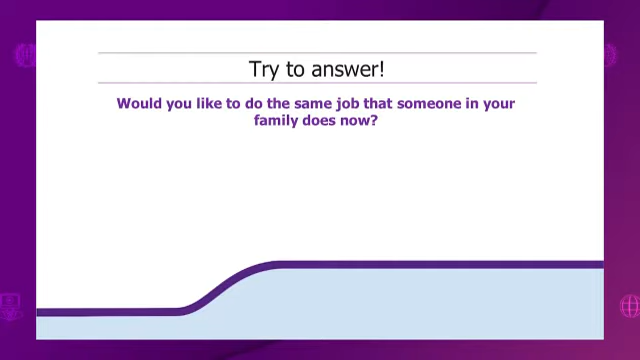 Try to answer!
Would you like to do the same job that someone in your
family does now?